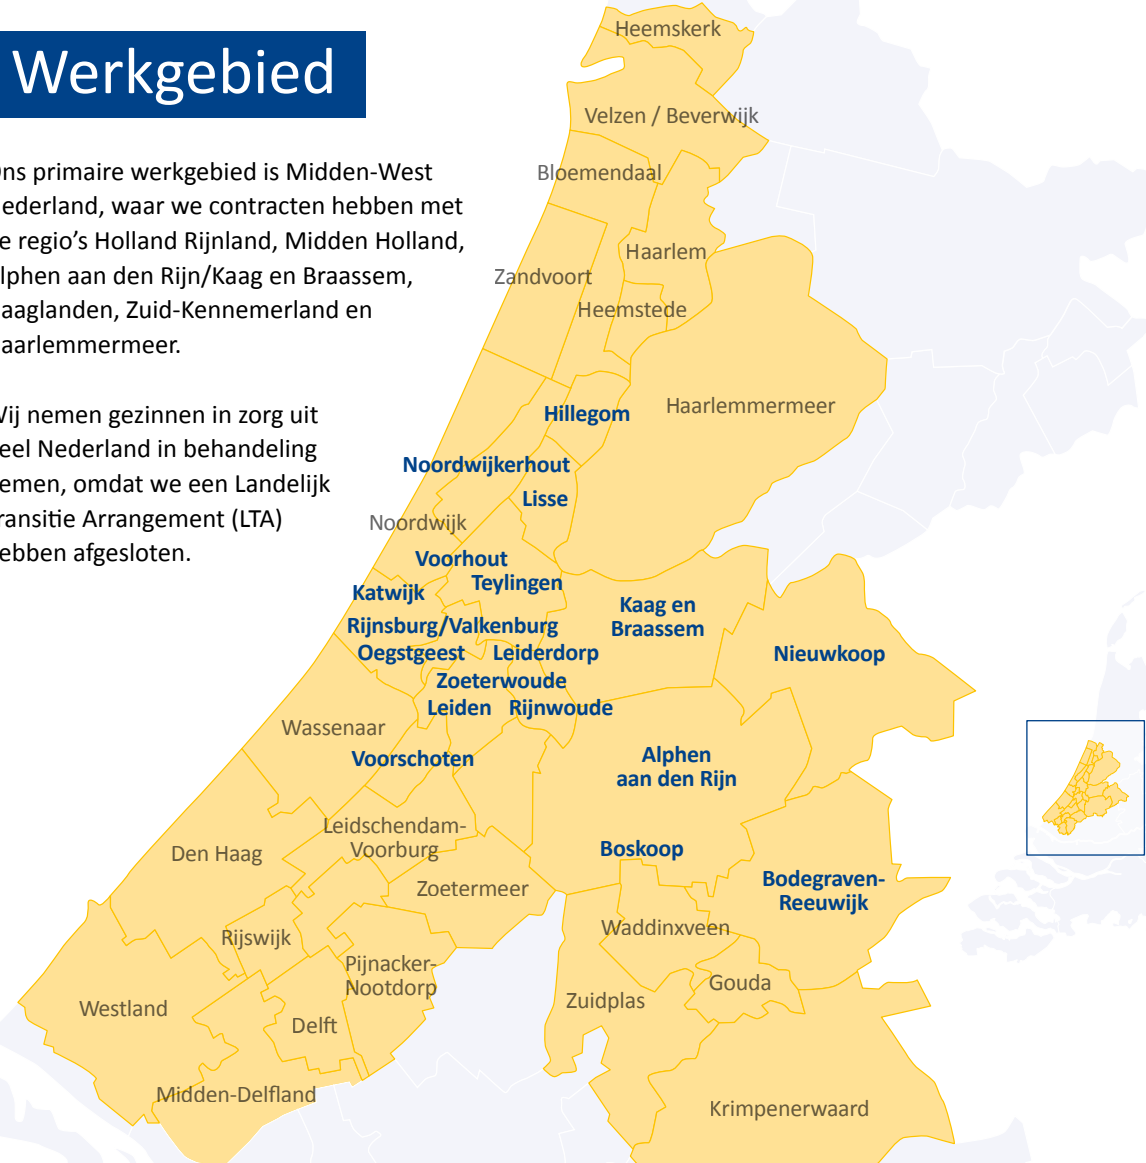 Werkgebied
ns primaire werkgebied is Midden-West
ederland, waar we contracten hebben met
e regio's Holland Rijnland, Midden Holland,
lphen aan den Rijn/Kaag en Braassem,
aaglanden, Zuid-Kennemerland en
aarlemmermeer.
ij nemen gezinnen in zorg uit
eel Nederland in behandeling
emen, omdat we een Landelijk
ransitie Arrangement (LTA)
ebben afgesloten.
Heemskerk
Velzen / Beverwijk
Bloemendaal
Haarlem
Zandvoort
Heemstede
Haarlemmermeer
Hillegom
Noordwijkerhout
Lisse
Noordwijk
Voorhout
Teylingen
Katwijk
Kaag en
Braassem
Rijnsburg/Valkenburg
Oegstgeest
Leiderdorp
Nieuwkoop
Zoeterwoude
Leiden
Rijnwoude
Wassenaar
Voorschoten
Alphen
aan den Rijn
Leidschendam-
Voorburg
Den Haag
Boskoop
Zoetermeer
Bodegraven-
Reeuwijk
Waddinxveen
Rijswijk
Pijnacker-
Nootdorp
Gouda
Zuidplas
Westland
Delft
Midden-Delfland
Krimpenerwaard